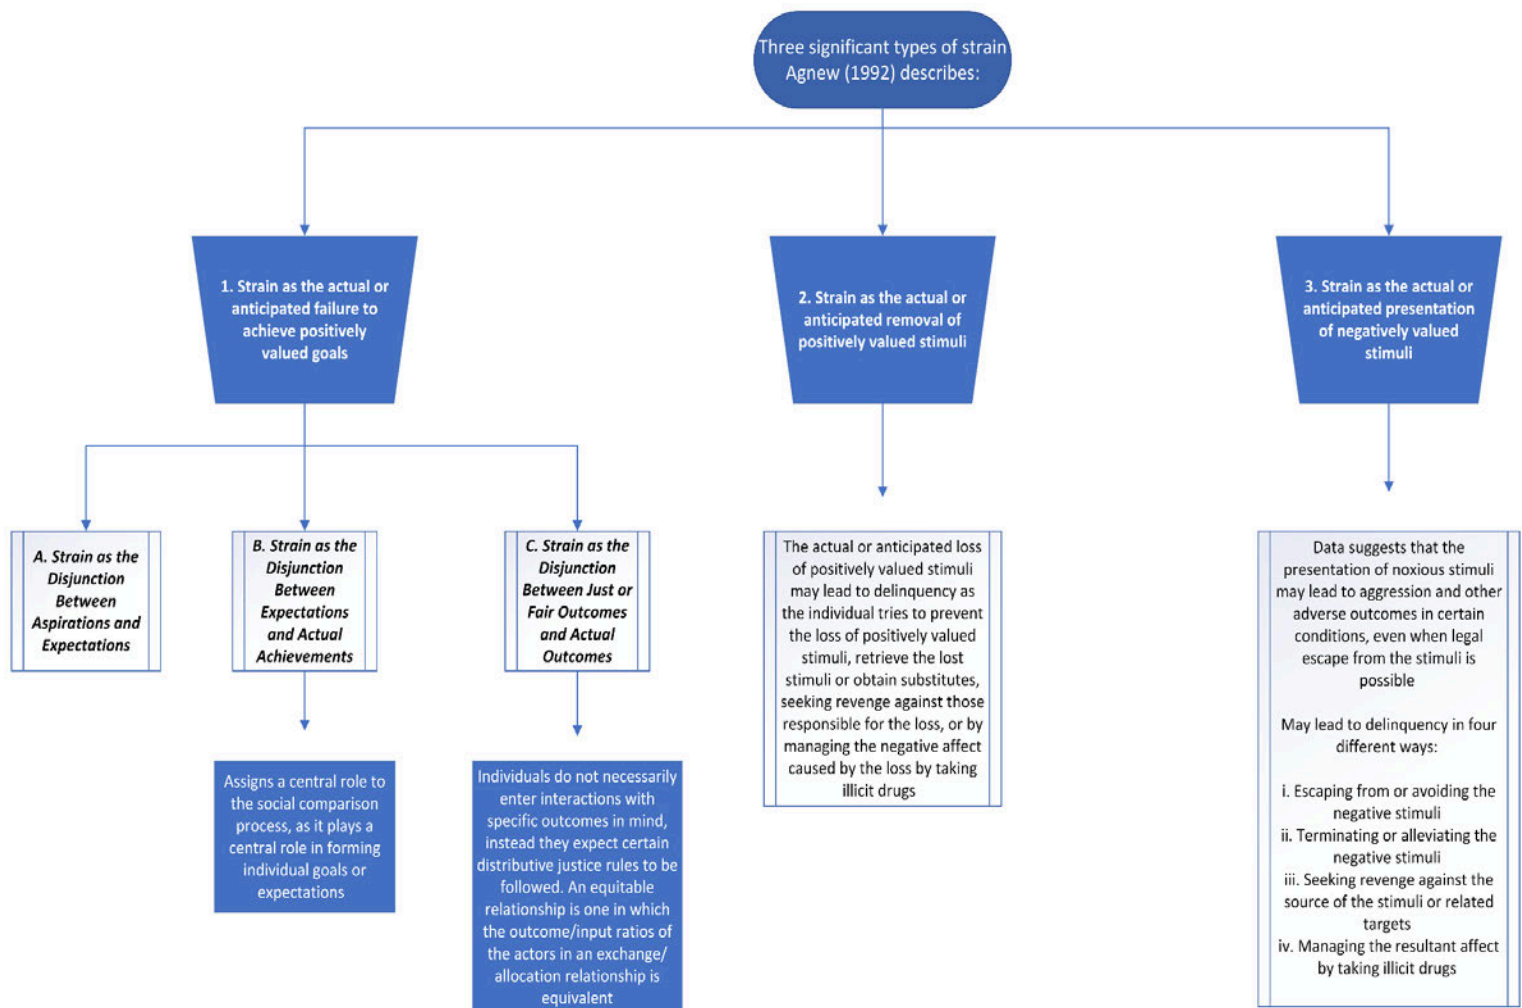 Three significant types of strain
Agnew (1992) describes:
1. Strain as the actual or
anticipated failure to
achieve positively
valued goals
2. Strain as the actual or
anticipated removal of
positively valued stimuli
3. Strain as the actual or
anticipated presentation
of negatively valued
stimuli
A. Strain as the
Disjunction
Between
Aspirations and
Expectations
B. Strain as the
Disjunction
Between
Expectations
and Actual
Achievements
C. Strain as the
Disjunction
Between Just or
Fair Outcomes
and Actual
Outcomes
The actual or anticipated loss
of positively valued stimuli
may lead to delinquency as
the individual tries to prevent
the loss of positively valued
stimuli, retrieve the lost
stimuli or obtain substitutes,
seeking revenge against those
responsible for the loss, or by
managing the negative affect
caused by the loss by taking
illicit drugs
Data suggests that the
presentation of noxious stimuli
may lead to aggression and other
adverse outcomes in certain
conditions, even when legal
escape from the stimuli is
possible
May lead to delinquency in four
different ways:
i. Escaping from or avoiding the
negative stimuli
ii. Terminating or alleviating the
negative stimuli
iii. Seeking revenge against the
source of the stimuli or related
targets
iv. Managing the resultant affect
by taking illicit drugs
Assigns a central role to
the social comparison
process, as it plays a
central role in forming
individual goals or
expectations
Individuals do not necessarily
enter interactions with
specific outcomes in mind,
instead they expect certain
distributive justice rules to be
followed. An equitable
relationship is one in which
the outcome/input ratios of
the actors in an exchange/
allocation relationship is
equivalent